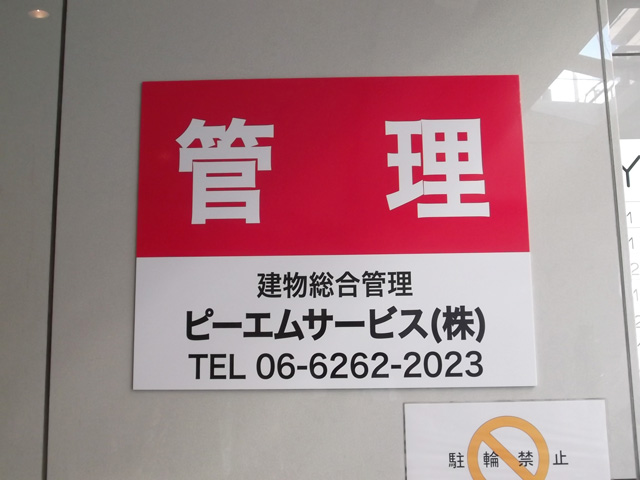 管理
建物総合管理
ピーエムサービス(株)
TEL 06-6262-2023
駐輪禁止